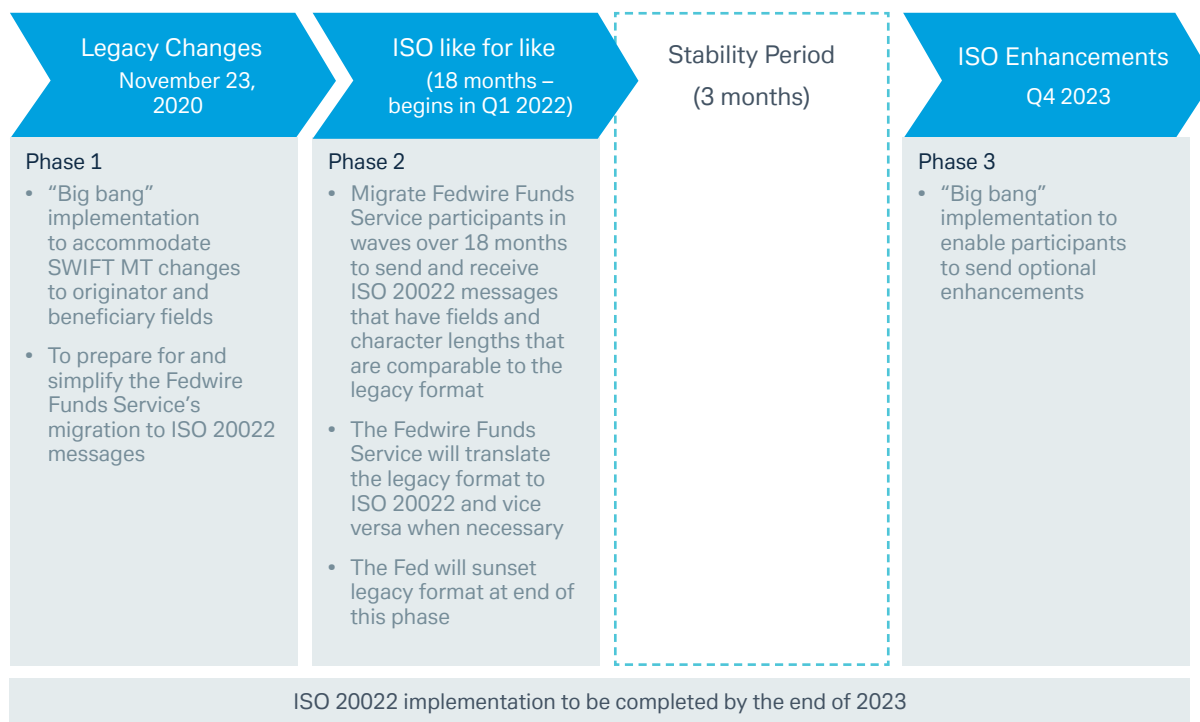 Legacy Changes
November 23,
2020
ISO like for like
(18 months –
begins in Q1 2022)
Stability Period
(3 months)
ISO Enhancements
Q4 2023
Phase 1
• “Big bang”
implementation
to accommodate
SWIFT MT changes
to originator and
beneficiary fields
• To prepare for and
simplify the Fedwire
Funds Service’s
migration to ISO 20022
messages
Phase 2
• Migrate Fedwire Funds
Service participants in
waves over 18 months
to send and receive
ISO 20022 messages
that have fields and
character lengths that
are comparable to the
legacy format
• The Fedwire Funds
Service will translate
the legacy format to
ISO 20022 and vice
versa when necessary
• The Fed will sunset
legacy format at end of
this phase
Phase 3
• “Big bang”
implementation to
enable participants
to send optional
enhancements
ISO 20022 implementation to be completed by the end of 2023